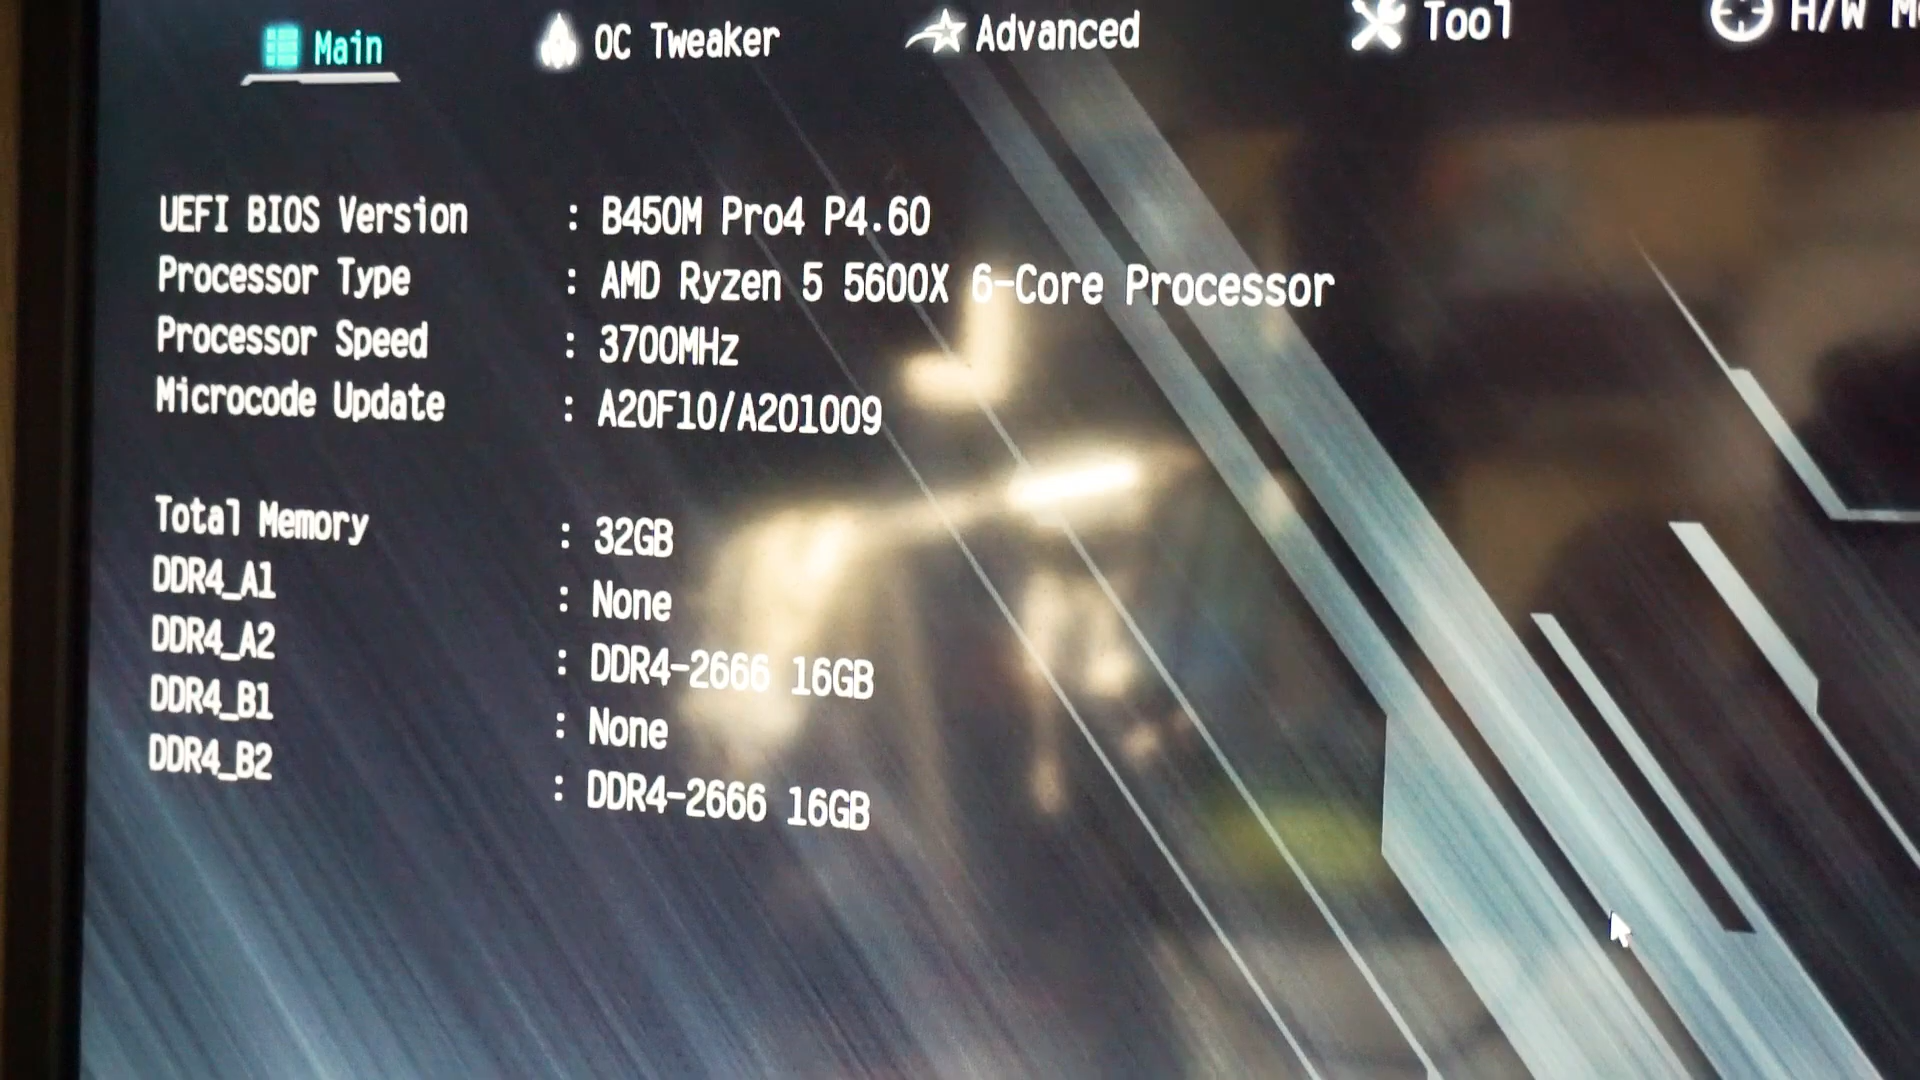 Main OC Tweaker Advanced Tool H/W
UEFI BIOS Version : B450M Pro4 P4.60
Processor Type : AMD Ryzen 5 5600X 6-Core Processor
Processor Speed : 3700MHz
Microcode Update : A20F10/A201009
Total Memory : 32GB
DDR4_A1 : None
DDR4_A2 : DDR4-2666 16GB
DDR4_B1 : None
DDR4_B2 : DDR4-2666 16GB